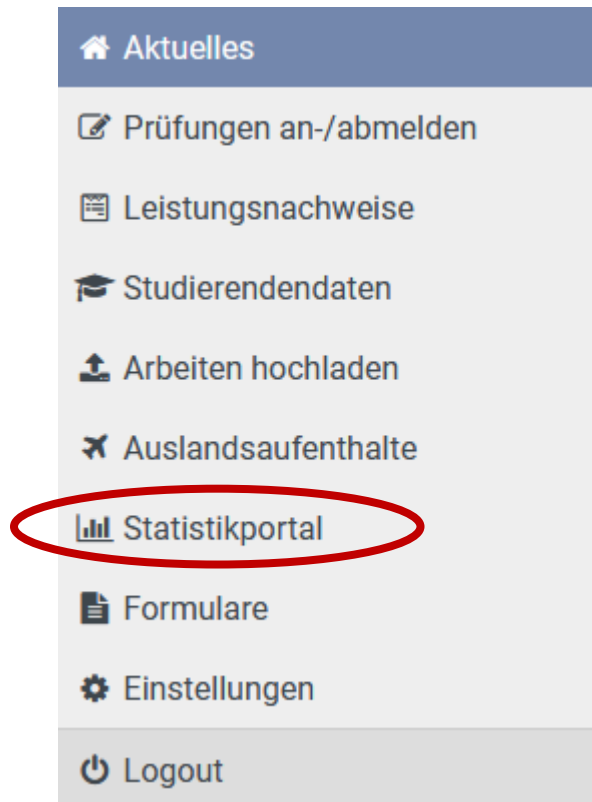 Aktuelles
Prüfungen an-/abmelden
Leistungsnachweise
Studierendendaten
Arbeiten hochladen
Auslandsaufenthalte
Statistikportal
Formulare
Einstellungen
Logout